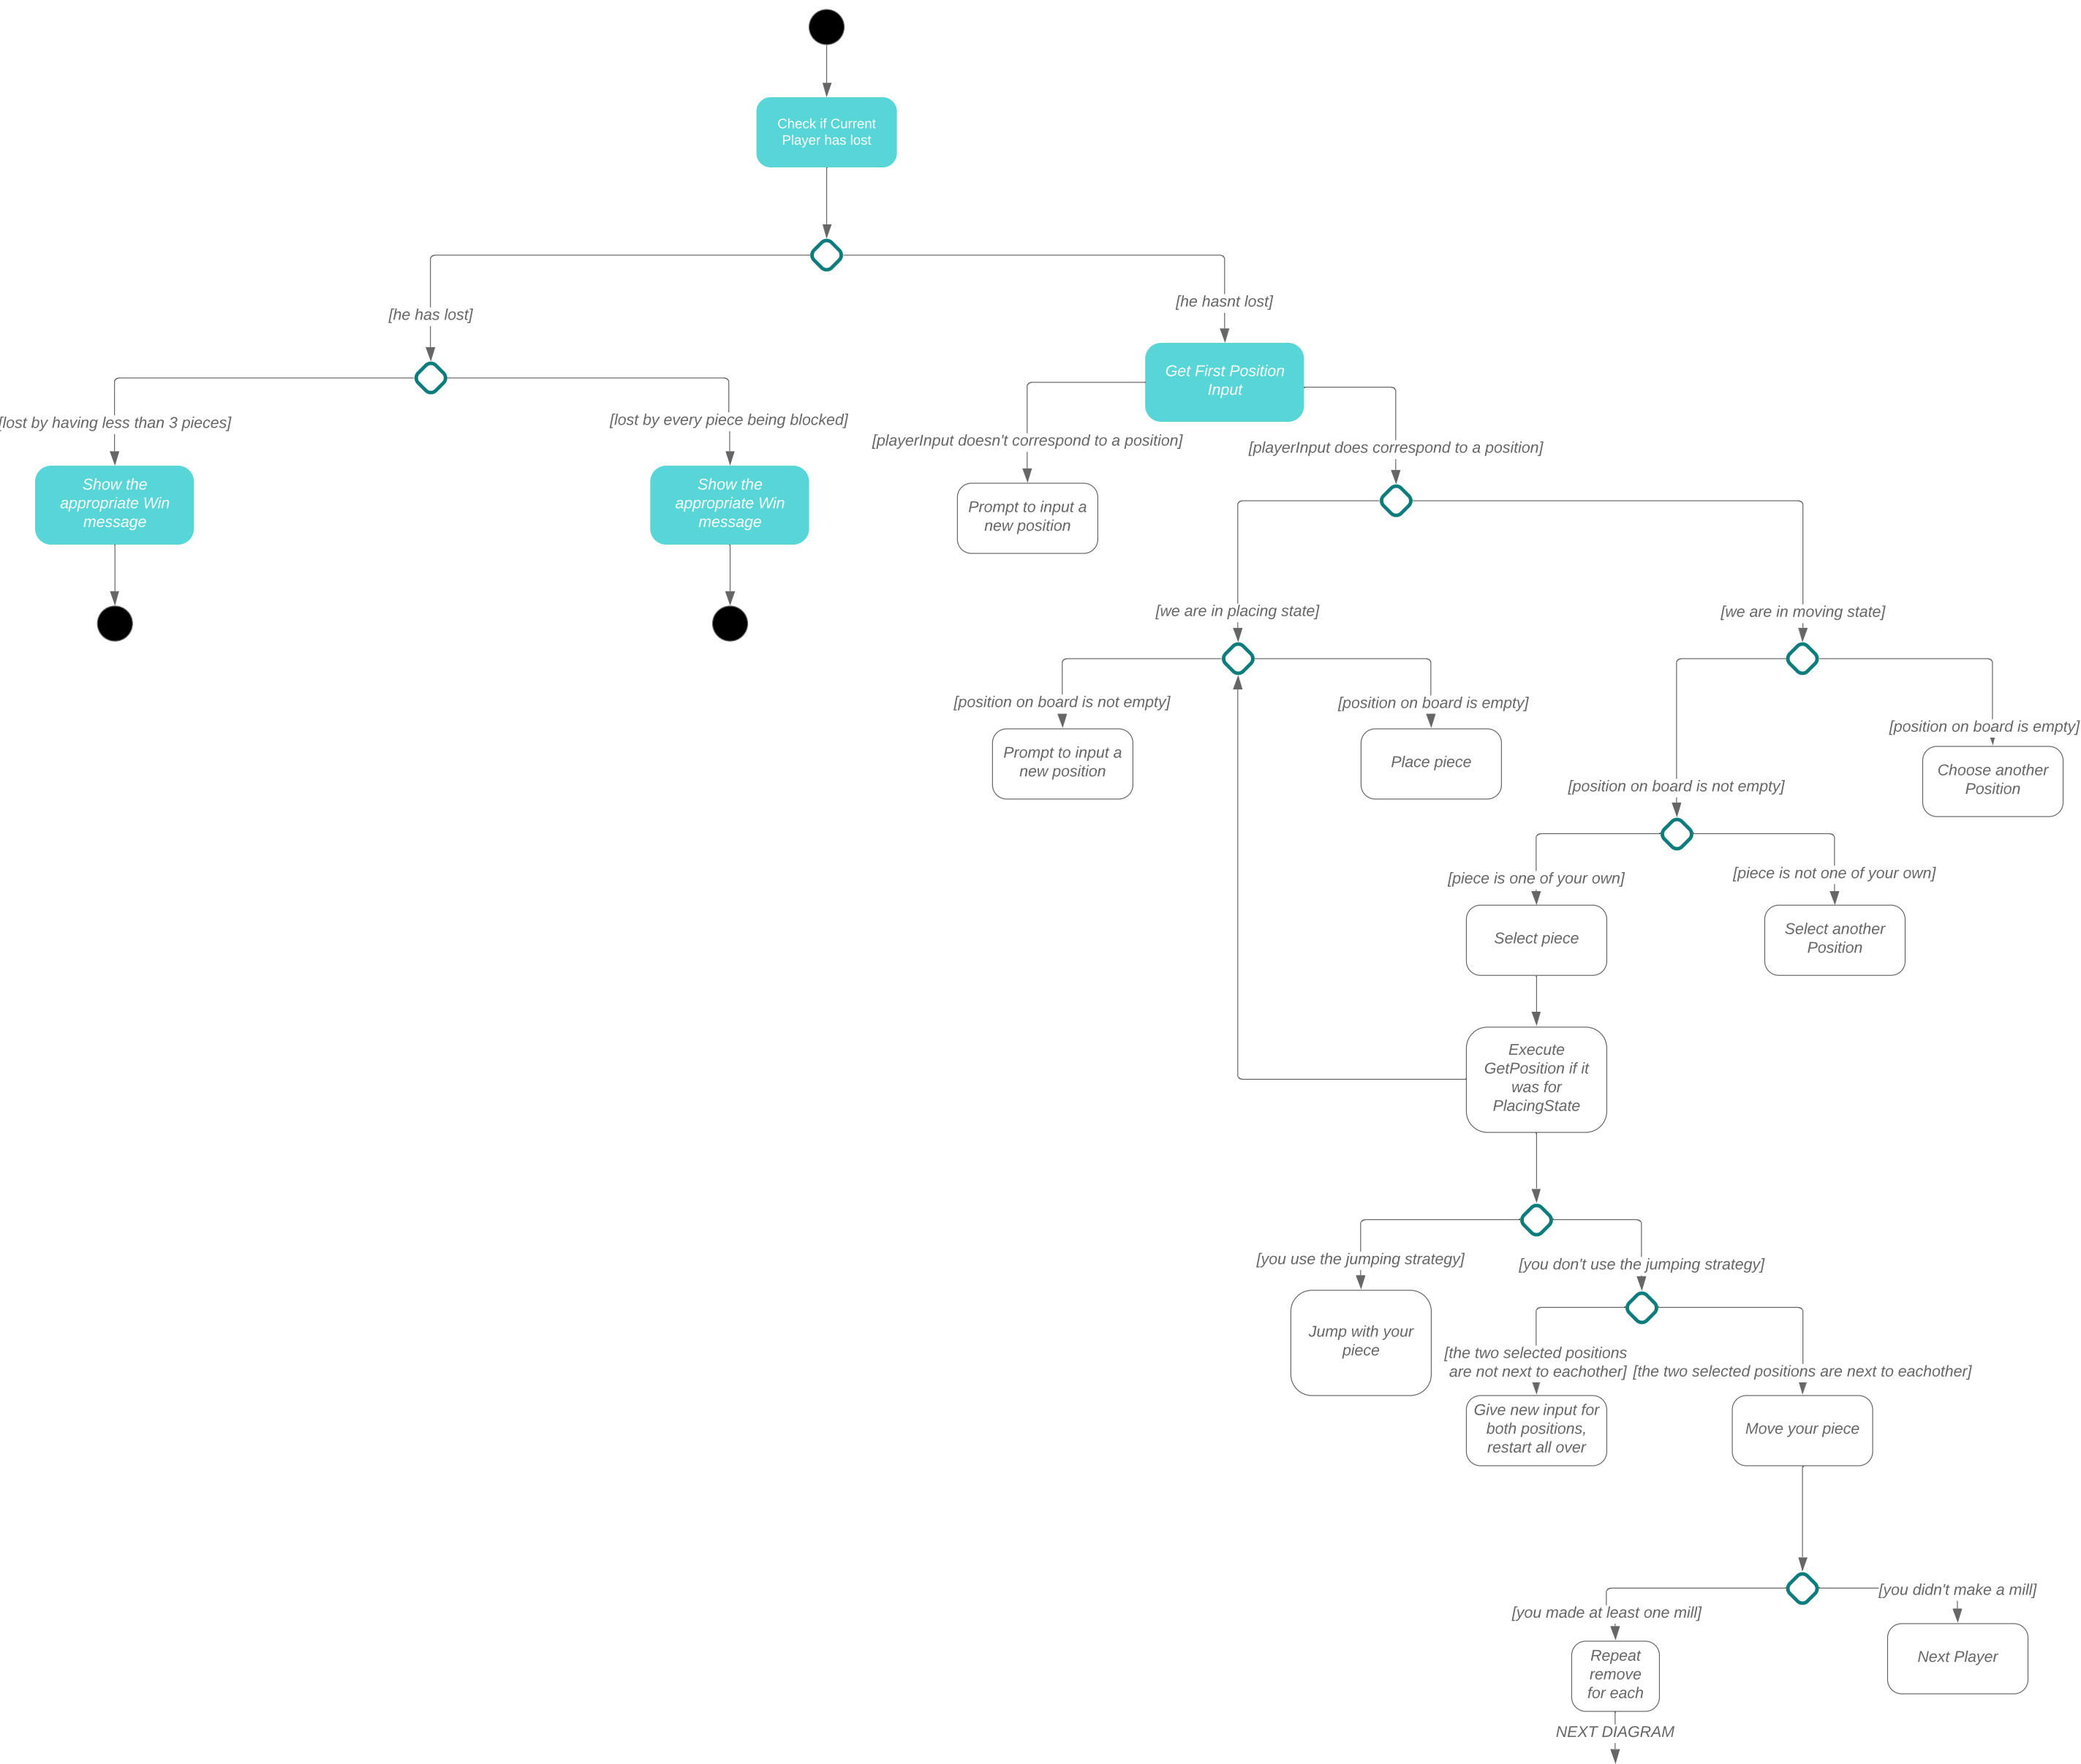 Check if Current
Player has lost
[he has lost]
[he hasnt lost]
Get First Position
Input
[lost by having less than 3 pieces]
[lost by every piece being blocked]
[playerInput doesn't correspond to a position]
[playerInput does correspond to a position]
Show the
appropriate Win
message
Show the
appropriate Win
message
Prompt to input a
new position
[we are in placing state]
[we are in moving state]
[position on board is not empty]
[position on board is empty]
[position on board is empty]
Prompt to input a
new position
Place piece
Choose another
Position
[position on board is not empty]
[piece is one of your own]
[piece is not one of your own]
Select piece
Select another
Position
Execute
GetPosition if it
was for
PlacingState
[you use the jumping strategy]
[you don't use the jumping strategy]
Jump with your
piece
[the two selected positions
are not next to eachother]
[the two selected positions are next to eachother]
Give new input for
both positions,
restart all over
Move your piece
[you made at least one mill]
[you didn't make a mill]
Repeat
remove
for each
Next Player
NEXT DIAGRAM